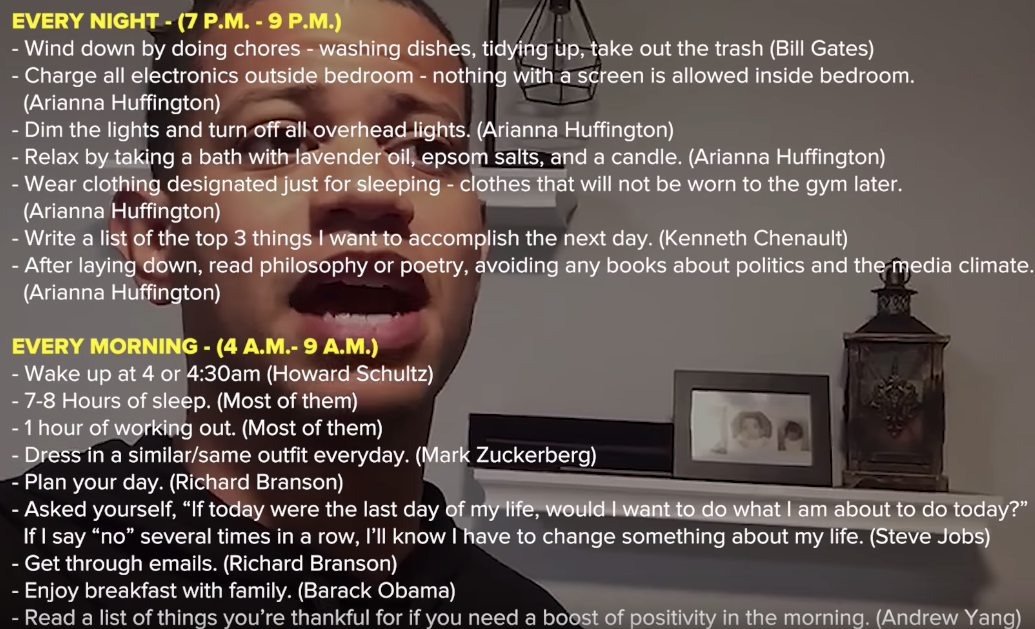 EVERY NIGHT - (7 P.M. - 9 P.M.)
- Wind down by doing chores - washing dishes, tidying up, take out the trash (Bill Gates)
- Charge all electronics outside bedroom - nothing with a screen is allowed inside bedroom.
(Arianna Huffington)
- Dim the lights and turn off all overhead lights. (Arianna Huffington)
- Relax by taking a bath with lavender oil, epsom salts, and a candle. (Arianna Huffington)
- Wear clothing designated just for sleeping - clothes that will not be worn to the gym later.
(Arianna Huffington)
- Write a list of the top 3 things I want to accomplish the next day. (Kenneth Chenault)
- After laying down, read philosophy or poetry, avoiding any books about politics and the media climate.
(Arianna Huffington)
EVERY MORNING - (4 A.M.- 9 A.M.)
- Wake up at 4 or 4:30am (Howard Schultz)
- 7-8 Hours of sleep. (Most of them)
- 1 hour of working out. (Most of them)
- Dress in a similar/same outfit everyday. (Mark Zuckerberg)
- Plan your day. (Richard Branson)
- Asked yourself, “If today were the last day of my life, would I want to do what I am about to do today?”
If I say “no” several times in a row, I’ll know I have to change something about my life. (Steve Jobs)
- Get through emails. (Richard Branson)
- Enjoy breakfast with family. (Barack Obama)
- Read a list of things you’re thankful for if you need a boost of positivity in the morning. (Andrew Yang)